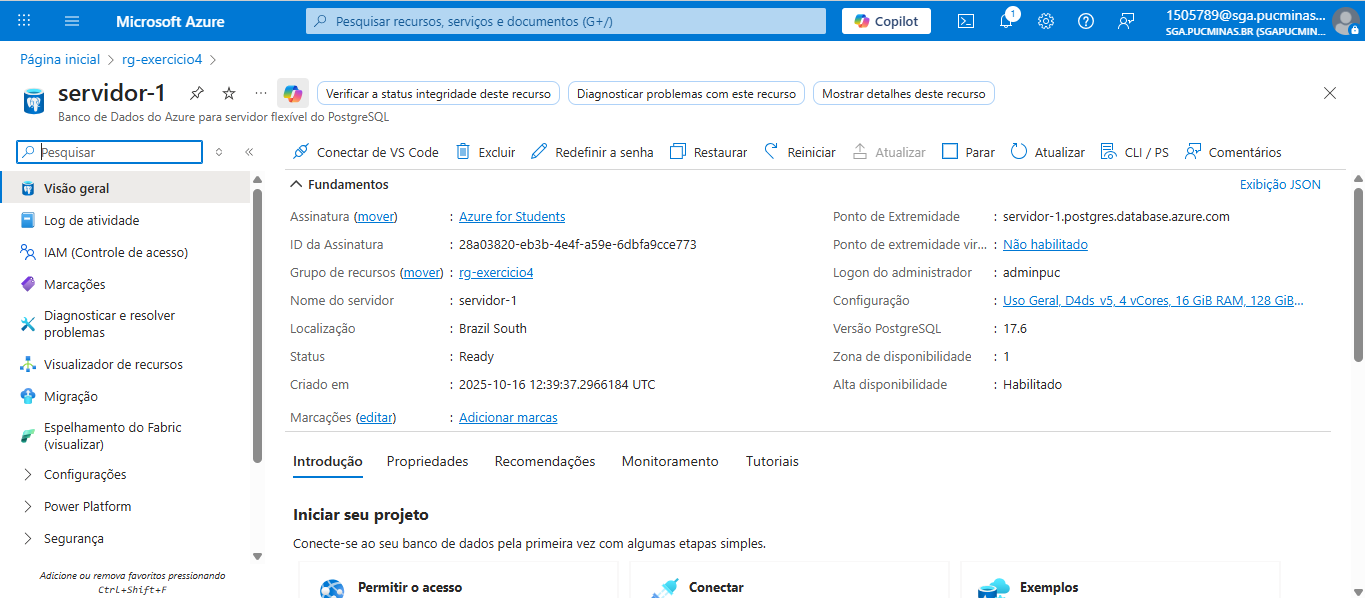 Microsoft Azure
Pesquisar recursos, serviços e documentos (G+/)
Copilot
1
1505789@sga.pucminas...
SGA.PUCMINAS.BR (SGAPUCMIN...
Página inicial > rg-exercicio4 >
servidor-1
...
Verificar a status integridade deste recurso
Diagnosticar problemas com este recurso
Mostrar detalhes deste recurso
Banco de Dados do Azure para servidor flexível do PostgreSQL
Pesquisar
Conectar de VS Code
Excluir
Redefinir a senha
Restaurar
Reiniciar
Atualizar
Parar
Atualizar
CLI / PS
Comentários
Visão geral
Log de atividade
IAM (Controle de acesso)
Marcações
Diagnosticar e resolver
problemas
Visualizador de recursos
Migração
Espelhamento do Fabric
(visualizar)
Configurações
Power Platform
Segurança
Adicione ou remova favoritos pressionando
Ctrl+Shift+F
Fundamentos
Exibição JSON
Assinatura (mover) : Azure for Students
ID da Assinatura : 28a03820-eb3b-4e4f-a59e-6dbfa9cce773
Grupo de recursos (mover) : rg-exercicio4
Nome do servidor : servidor-1
Localização : Brazil South
Status : Ready
Criado em : 2025-10-16 12:39:37.2966184 UTC
Marcações (editar) : Adicionar marcas
Ponto de Extremidade : servidor-1.postgres.database.azure.com
Ponto de extremidade vir... : Não habilitado
Logon do administrador : adminpuc
Configuração : Uso Geral, D4ds_v5, 4 vCores, 16 GiB RAM, 128 GiB...
Versão PostgreSQL : 17.6
Zona de disponibilidade : 1
Alta disponibilidade : Habilitado
Introdução
Propriedades
Recomendações
Monitoramento
Tutoriais
Iniciar seu projeto
Conecte-se ao seu banco de dados pela primeira vez com algumas etapas simples.
Permitir o acesso
Conectar
Exemplos